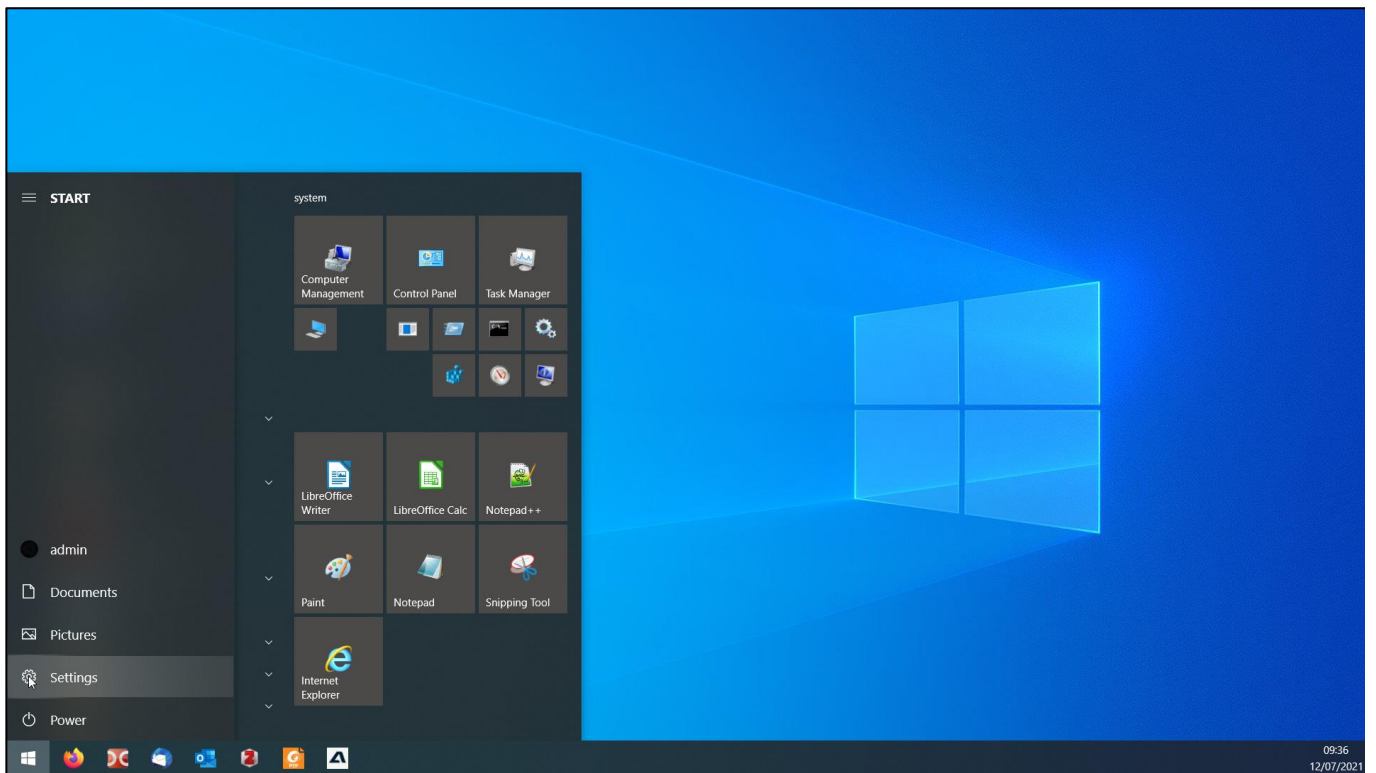 START
system
Computer
Management
Control Panel
Task Manager
LibreOffice
Writer
LibreOffice Calc
Notepad++
Paint
Notepad
Snipping Tool
Internet
Explorer
admin
Documents
Pictures
Settings
Power
09:36
12/07/2021